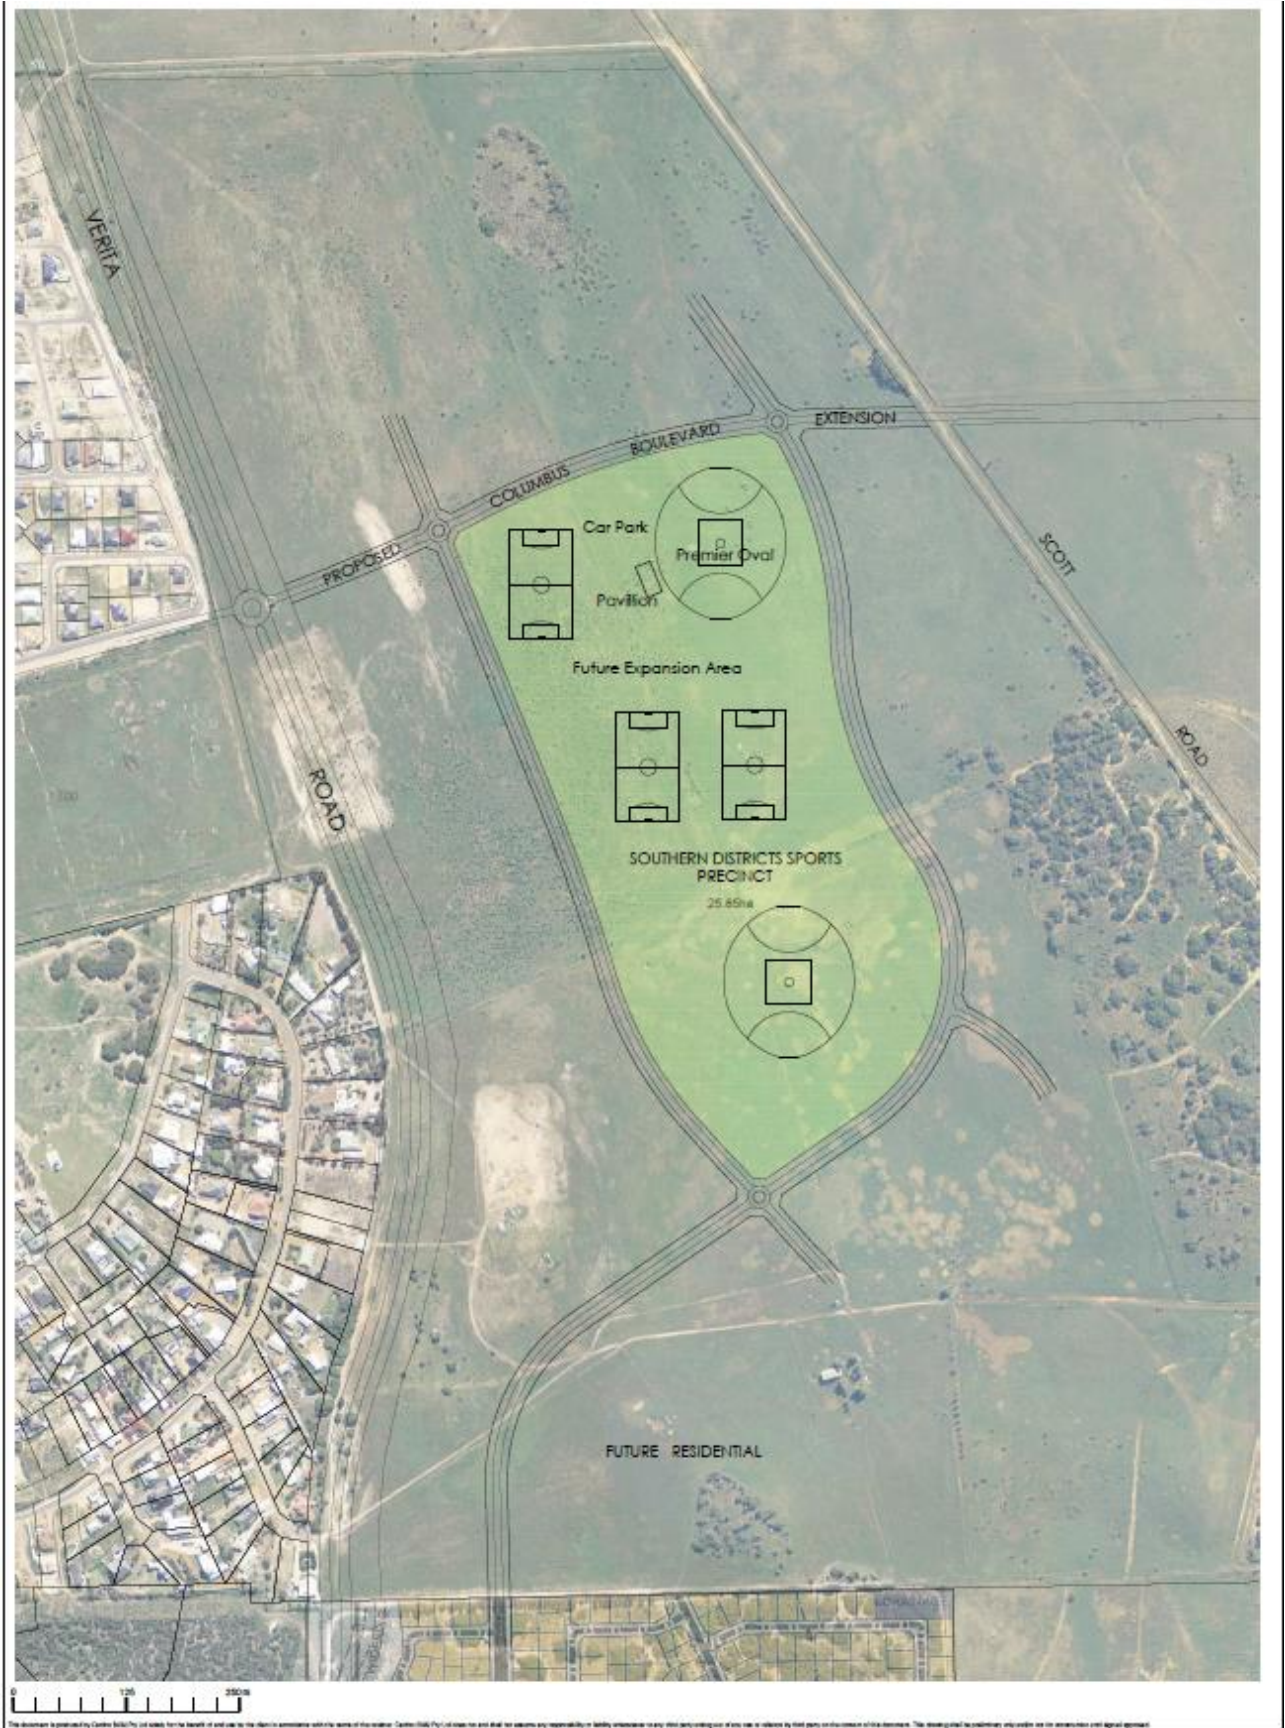 VERITA
EXTENSION
BOULEVARD
COLUMBUS
PROPOSED
Car Park
Premier Oval
Pavillion
SCOTT
Future Expansion Area
ROAD
ROAD
SOUTHERN DISTRICTS SPORTS
PRECINCT
25.65ha
FUTURE RESIDENTIAL
0 125 250m